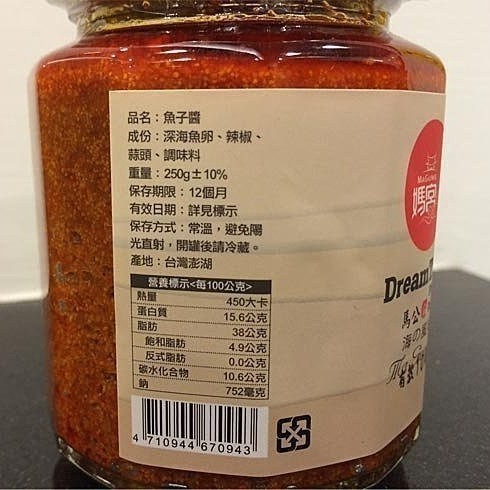 品名：魚子醬
成份：深海魚卵、辣椒、
蒜頭、調味料
重量：250g±10%
保存期限：12個月
有效日期：詳見標示
保存方式：常溫，避免陽
光直射，開罐後請冷藏。
產地：台灣澎湖
營養標示<每100公克>
熱量 450大卡
蛋白質 15.6公克
脂肪 38公克
飽和脂肪 4.9公克
反式脂肪 0.0公克
碳水化合物 10.6公克
鈉 752毫克
4 710944 670943
MaGong
媽宮
Dream
馬公
海の